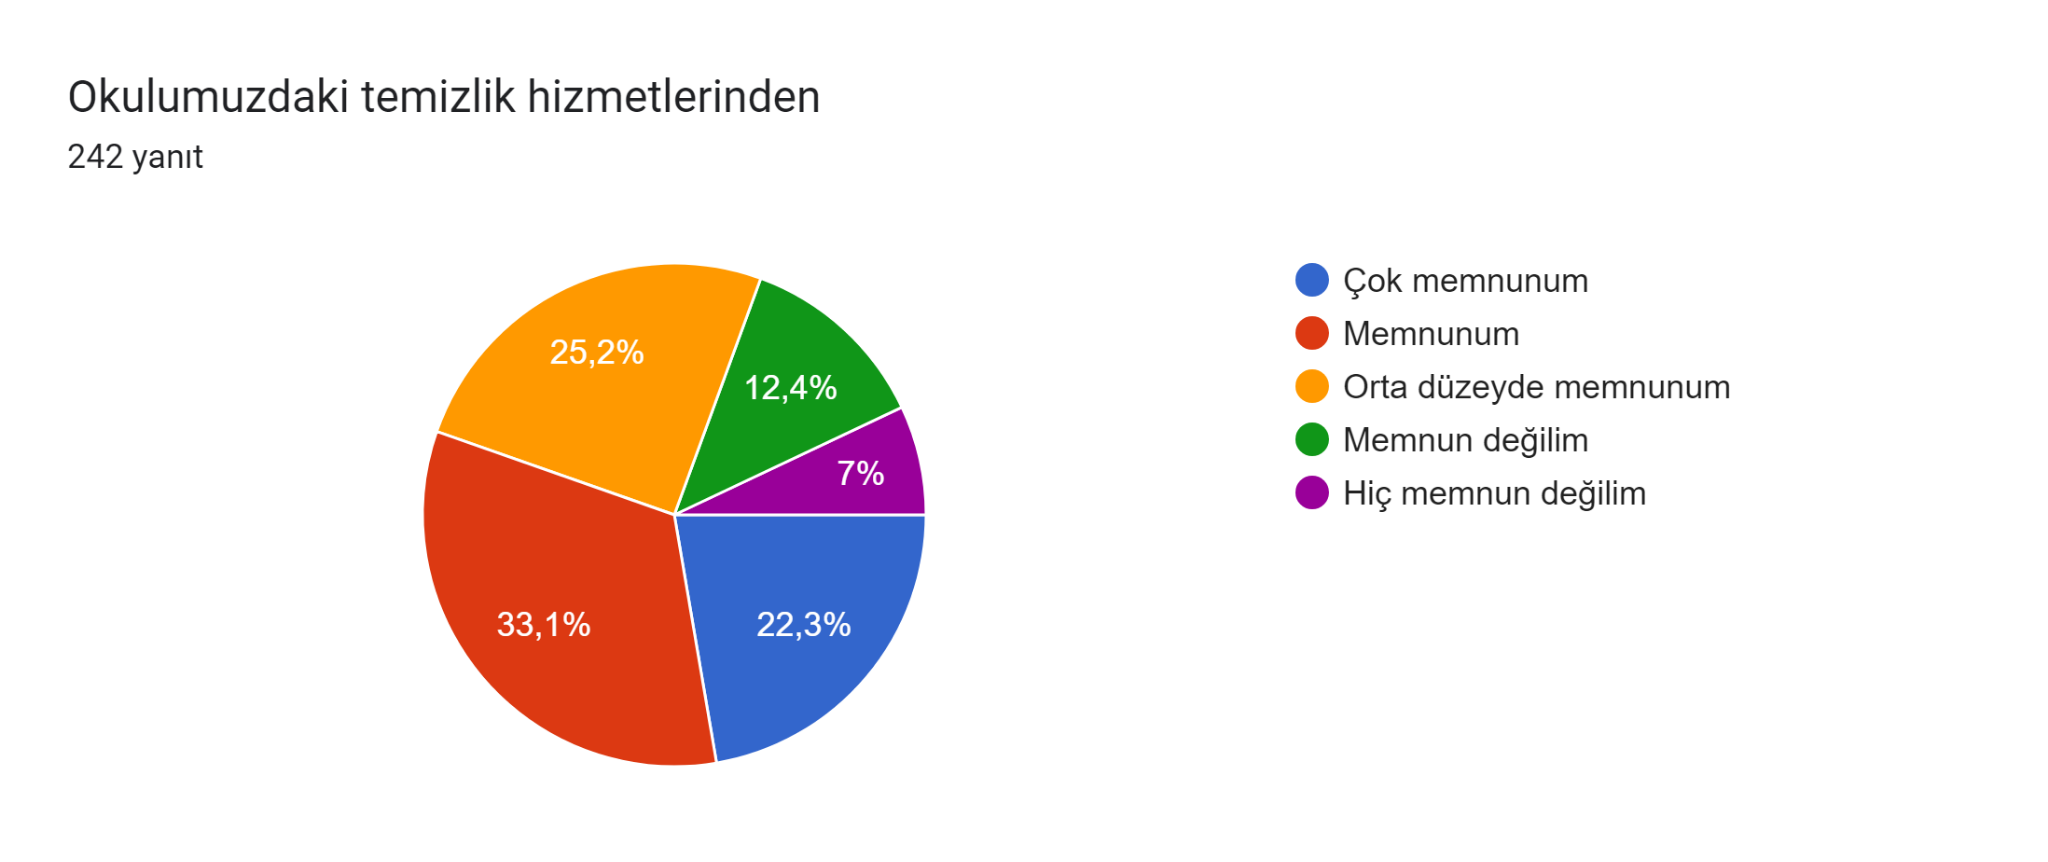 Okulumuzdaki temizlik hizmetlerinden
242 yanıt
25,2%
12,4%
7%
33,1%
22,3%
Çok memnunum
Memnunum
Orta düzeyde memnunum
Memnun değilim
Hiç memnun değilim